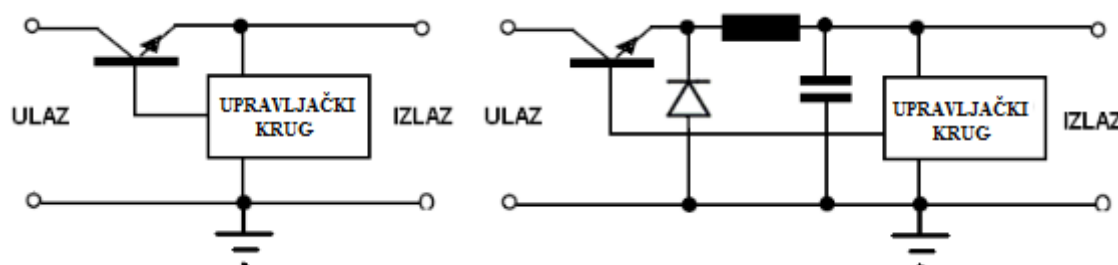 ULAZ
UPRAVLJAČKI
KRUG
IZLAZ
ULAZ
UPRAVLJAČKI
KRUG
IZLAZ